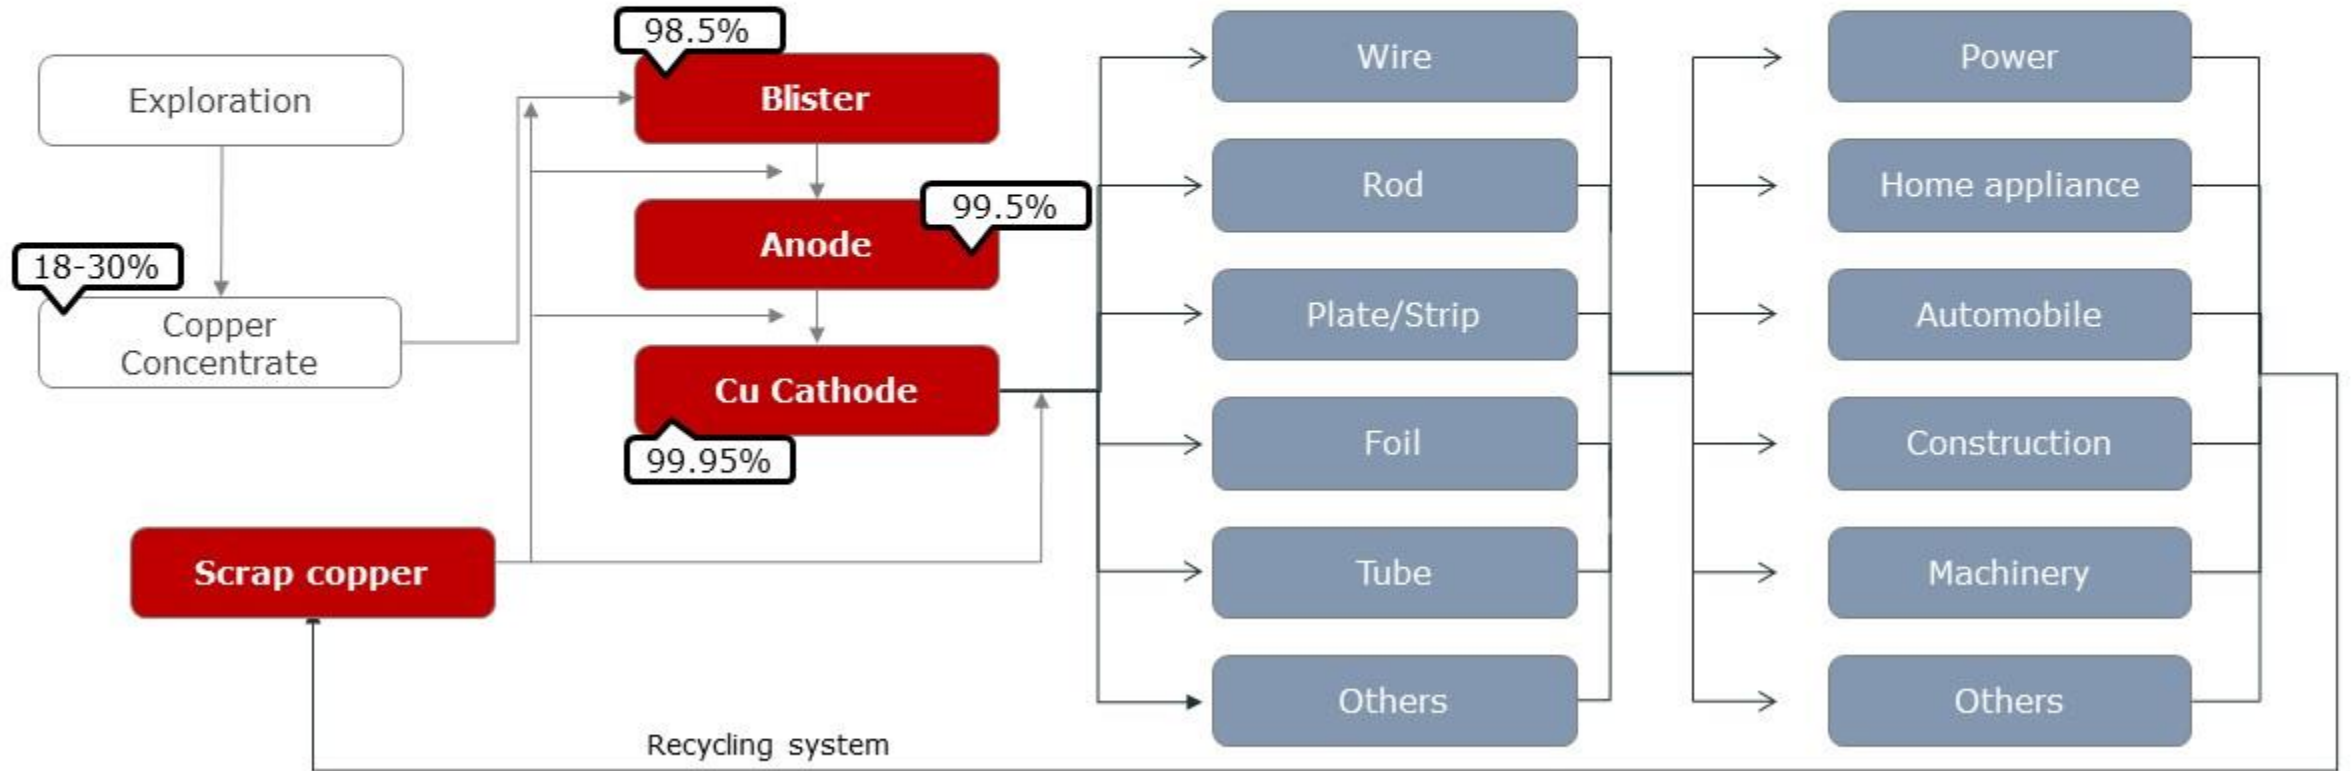 Exploration
18-30%
Copper
Concentrate
Scrap copper
98.5%
Blister
99.5%
Anode
Cu Cathode
99.95%
Wire
Rod
Plate/Strip
Foil
Tube
Others
Power
Home appliance
Automobile
Construction
Machinery
Others
Recycling system